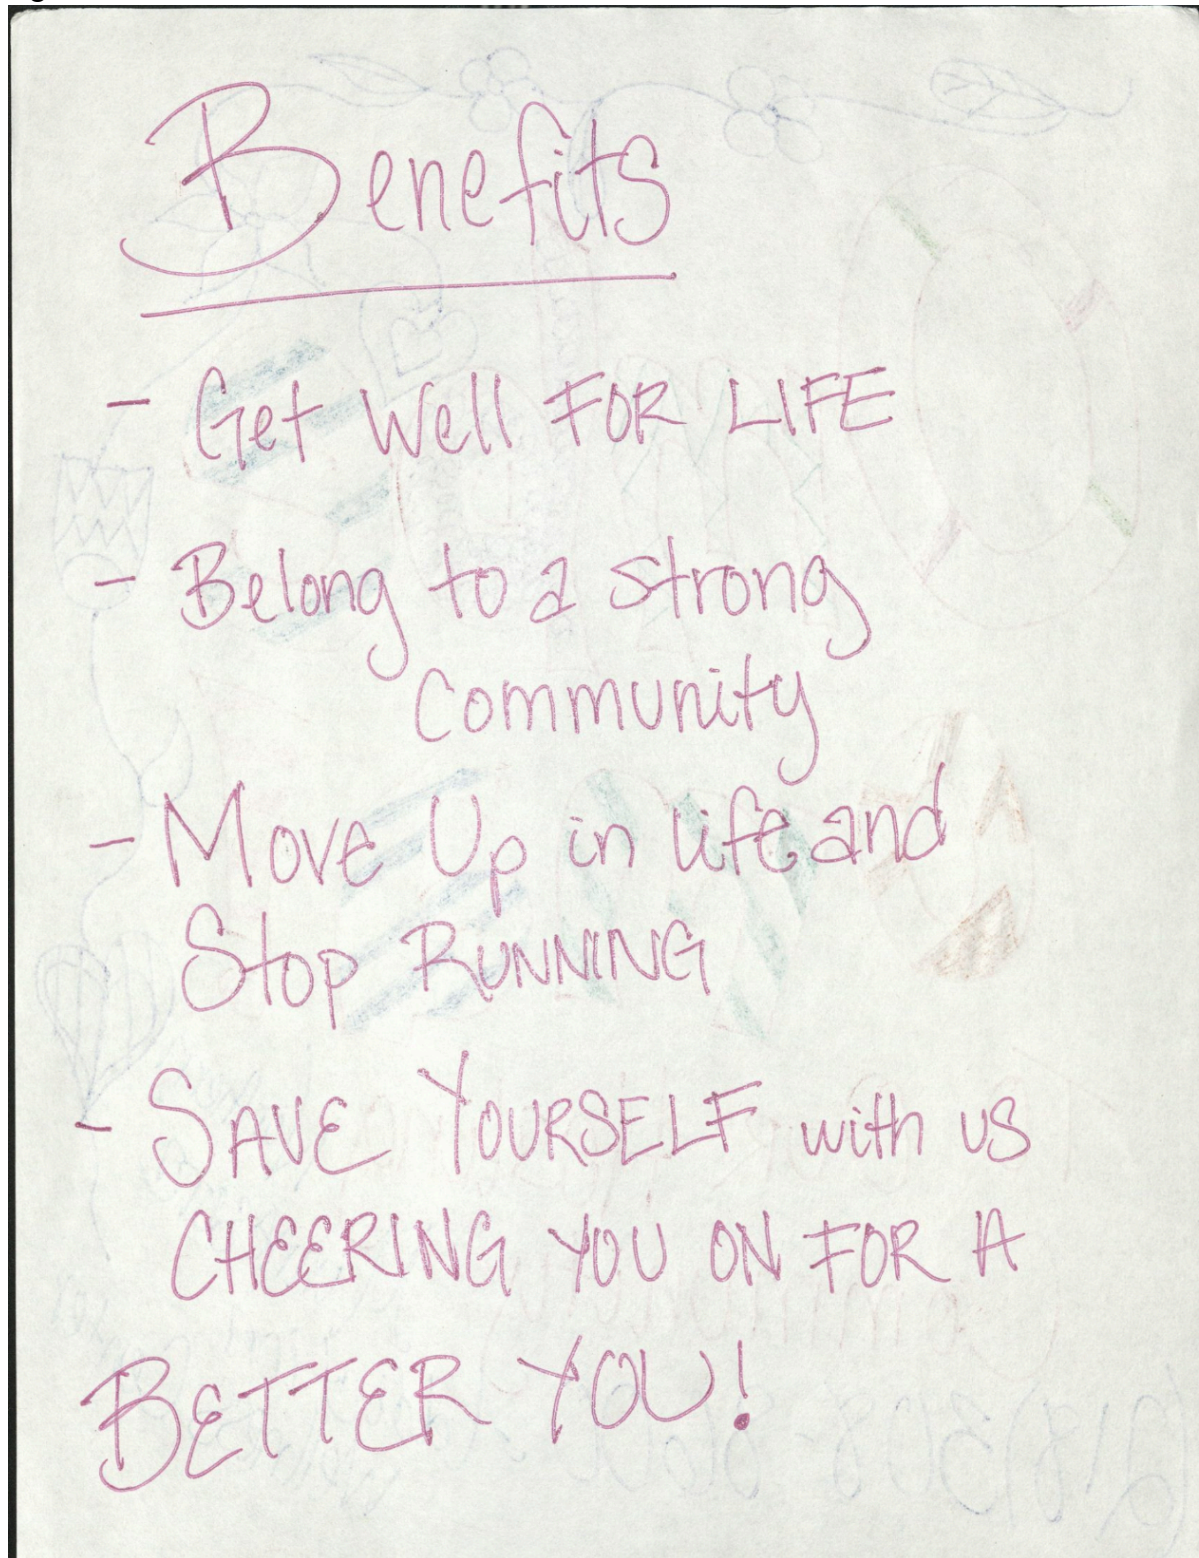 Benefits
- Get Well FOR LIFE
- Belong to a strong
community
- Move Up in life and
Stop RUNNING
- SAVE YOURSELF with us
CHEERING YOU ON FOR A
BETTER YOU!